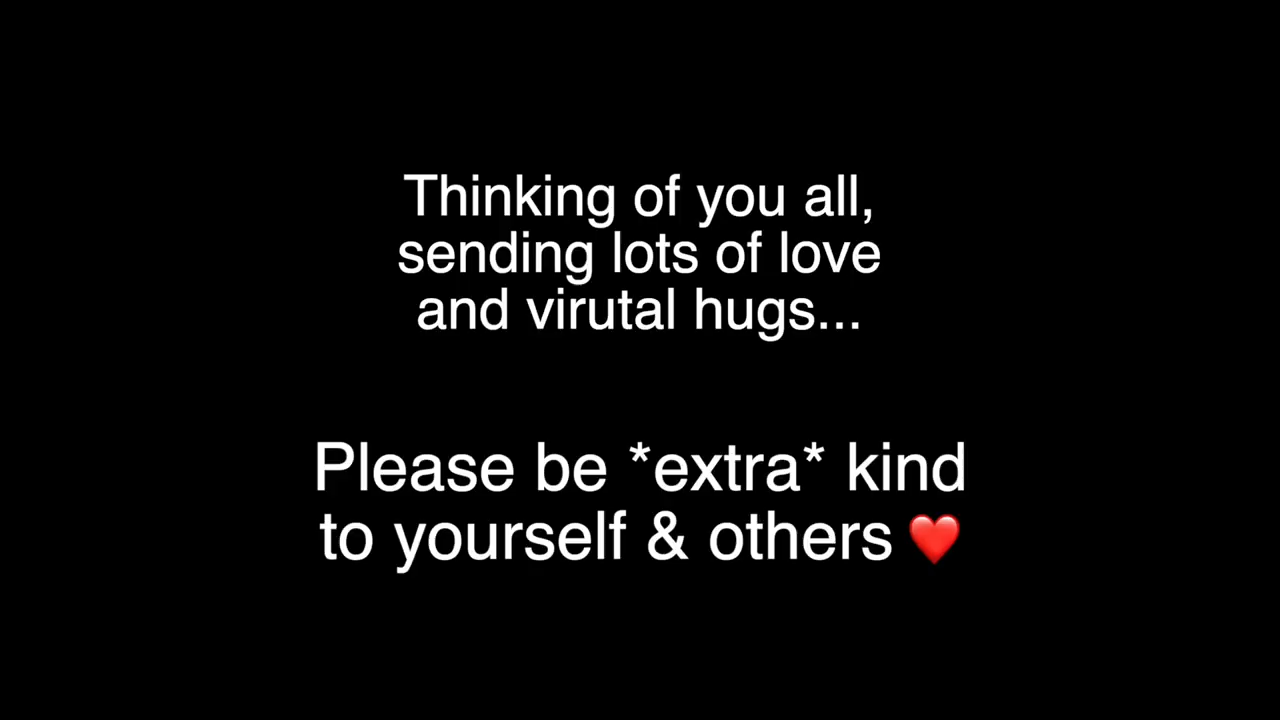 Thinking of you all,
sending lots of love
and virutal hugs...
Please be *extra* kind
to yourself & others ❤️